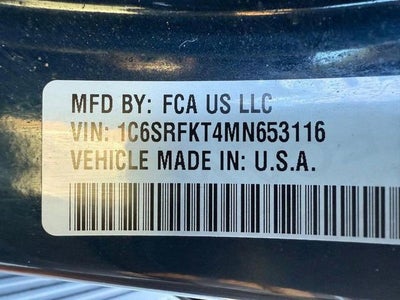 MFD BY: FCA US LLC
VIN: 1C6SRFKT4MN653116
VEHICLE MADE IN: U.S.A.